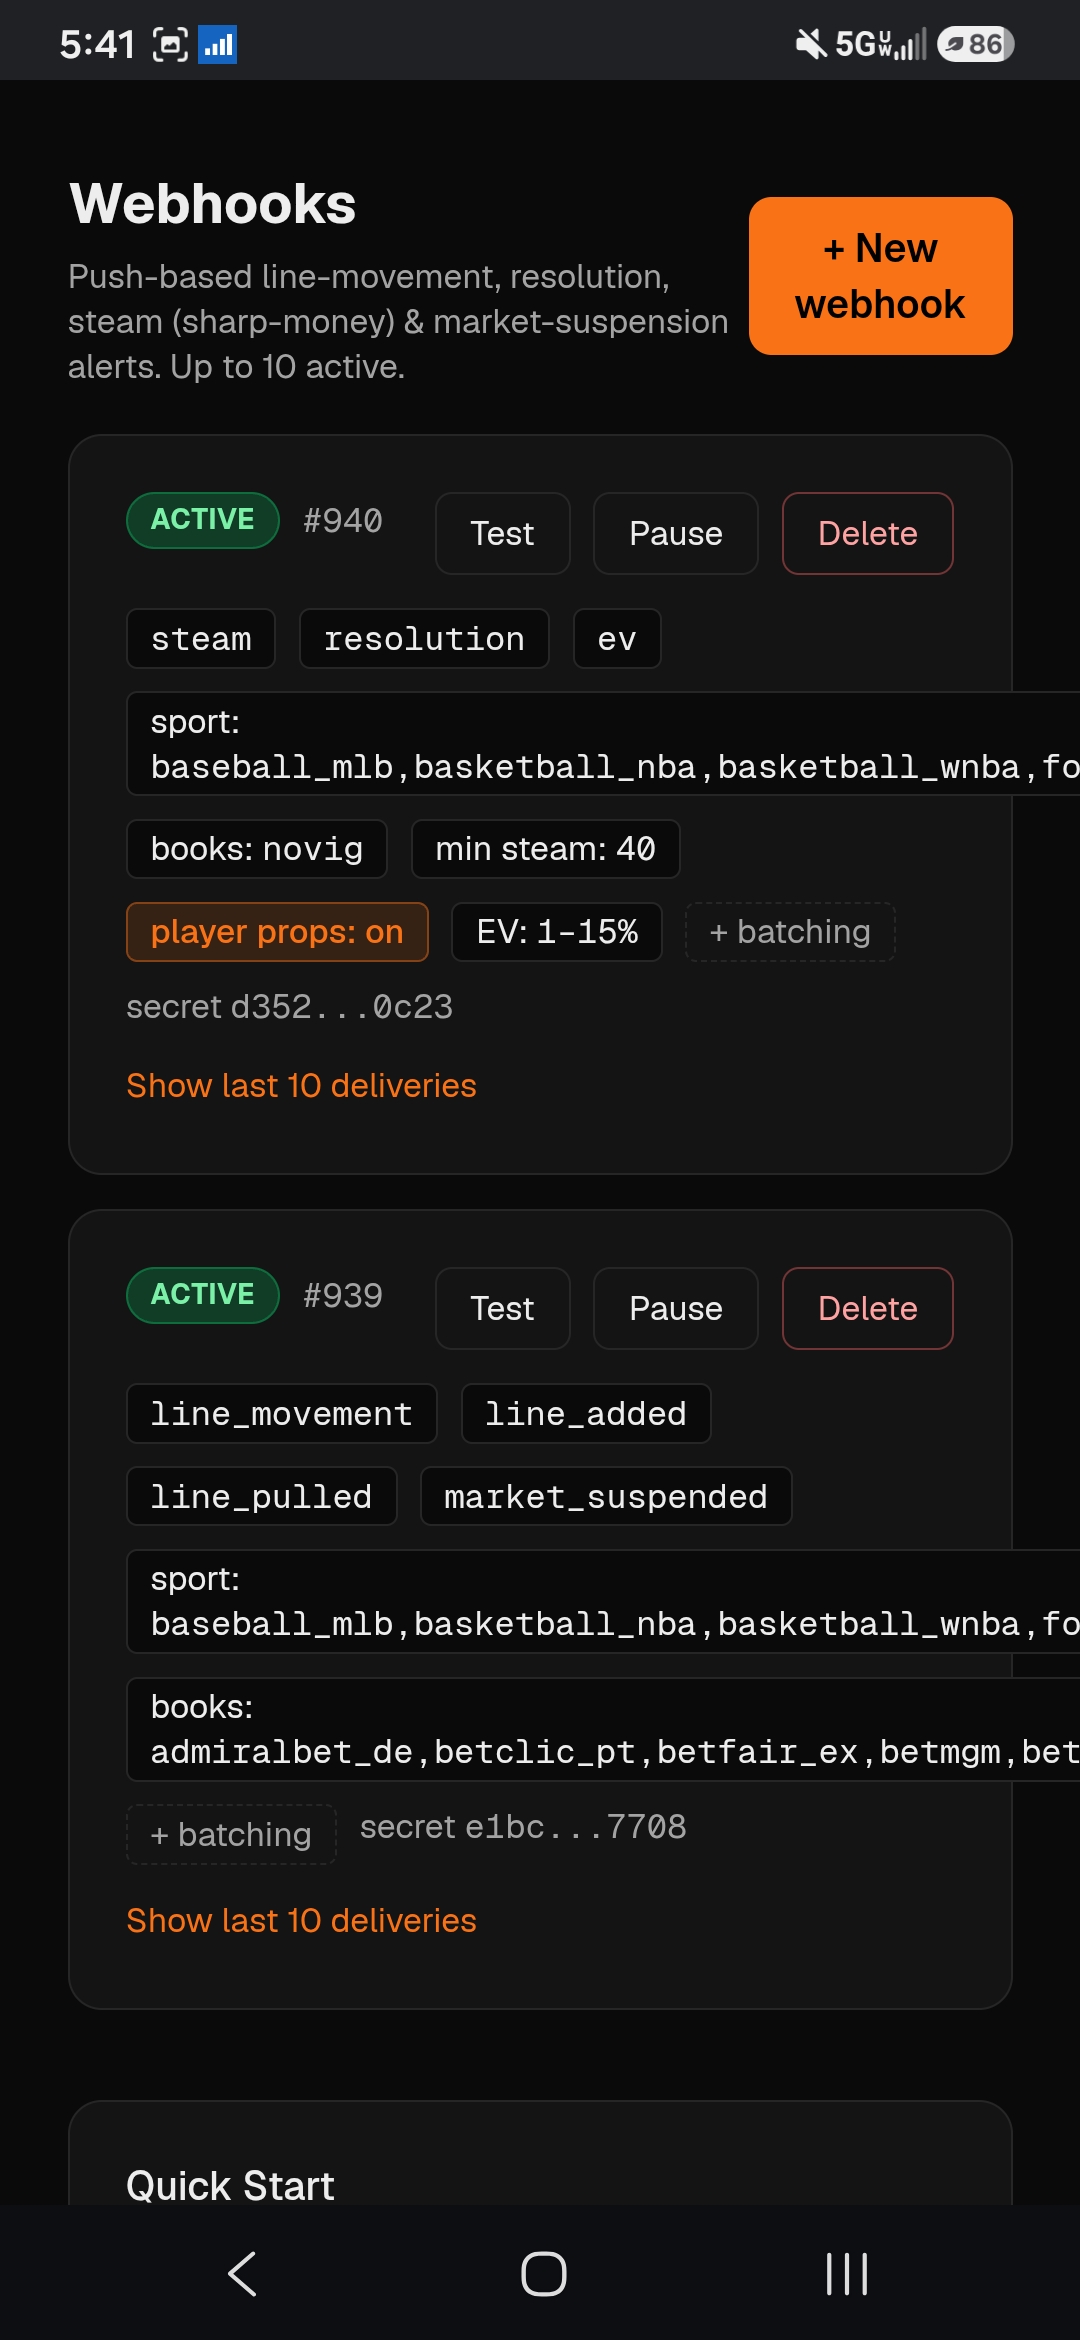 5:41
5G UW
86
Webhooks
Push-based line-movement, resolution,
steam (sharp-money) & market-suspension
alerts. Up to 10 active.
+ New
webhook
ACTIVE #940 Test Pause Delete
steam resolution ev
sport:
baseball_mlb,basketball_nba,basketball_wnba,fo
books: novig min steam: 40
player props: on EV: 1-15% + batching
secret d352...0c23
Show last 10 deliveries
ACTIVE #939 Test Pause Delete
line_movement line_added
line_pulled market_suspended
sport:
baseball_mlb,basketball_nba,basketball_wnba,fo
books:
admiralbet_de,betclic_pt,betfair_ex,betmgm,bet
+ batching secret e1bc...7708
Show last 10 deliveries
Quick Start